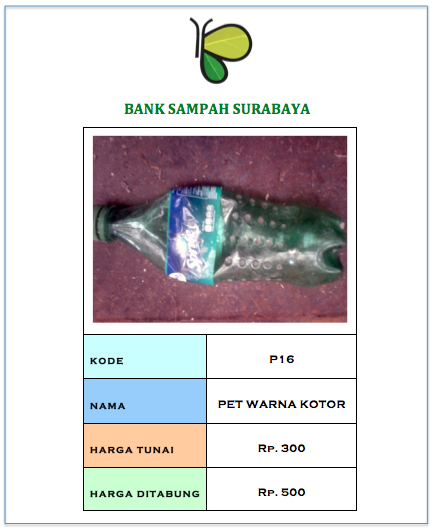 BANK SAMPAH SURABAYA
KODE P16
NAMA PET WARNA KOTOR
HARGA TUNAI Rp. 300
HARGA DITABUNG Rp. 500